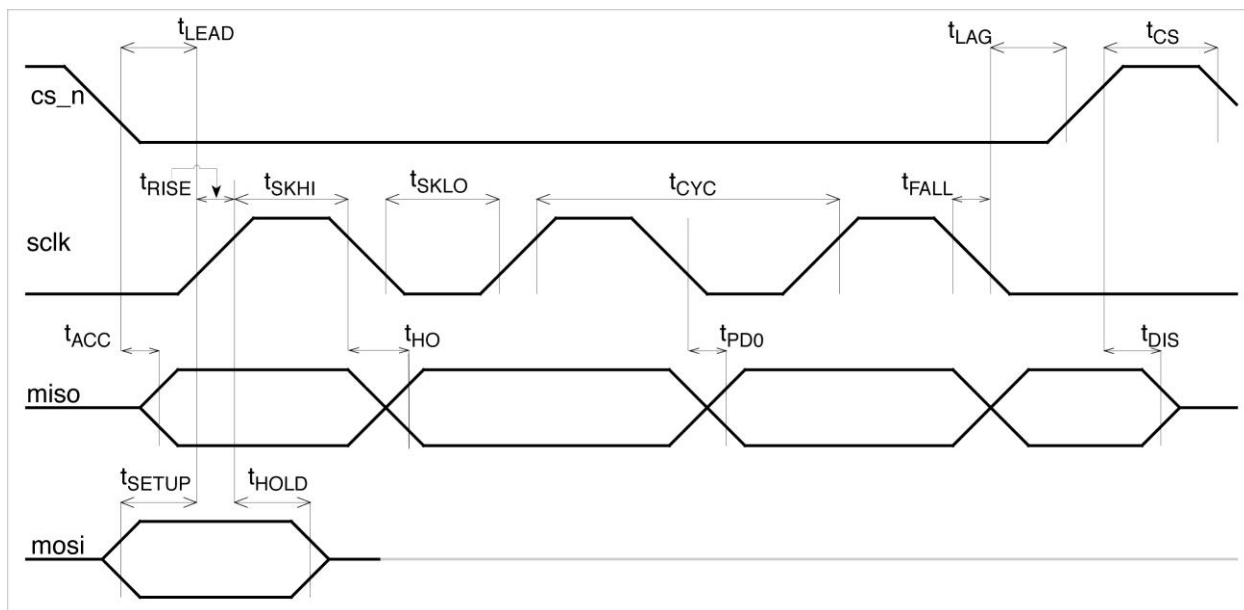 tLEAD
tLAG
tCS
cs_n
tRISE
tSKHI
tSKLO
tCYC
tFALL
sclk
tACC
tHO
tPD0
tDIS
miso
tSETUP
tHOLD
mosi